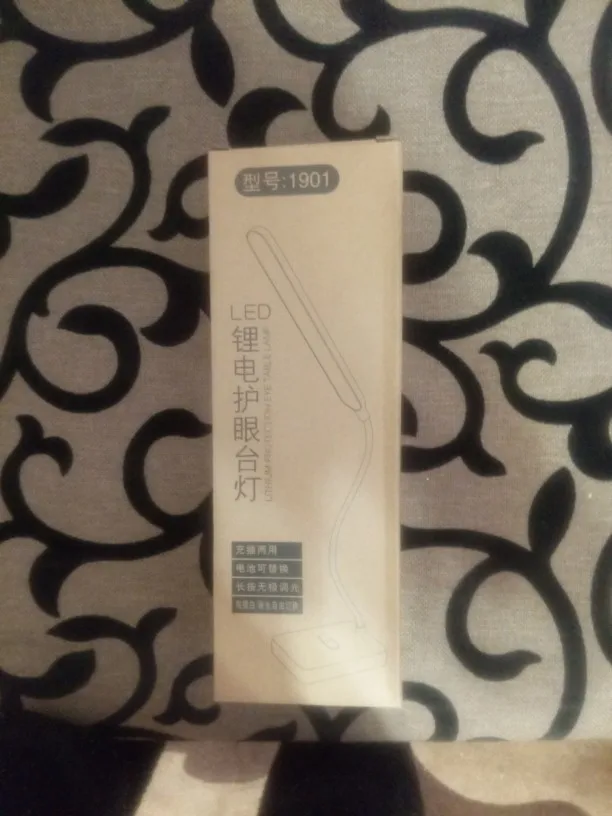 型号:1901
LED
锂电护眼台灯
LITHIUM PROTECTION EYE TABLE LAMP
充插两用
电池可替换
长按无极调光